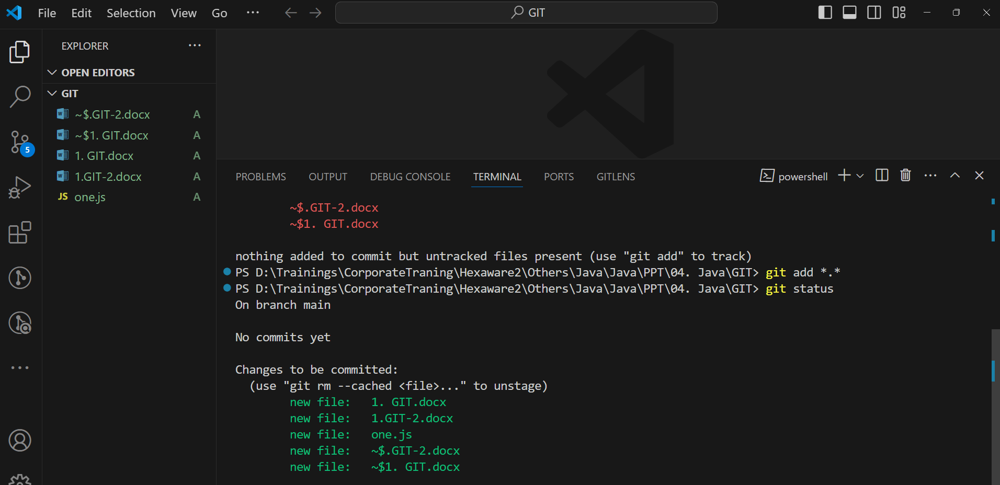 File Edit Selection View Go ··· GIT
EXPLORER ···
OPEN EDITORS
GIT
~$.GIT-2.docx A
~$1. GIT.docx A
1. GIT.docx A
1.GIT-2.docx A
JS one.js A
5
PROBLEMS OUTPUT DEBUG CONSOLE TERMINAL PORTS GITLENS powershell
~$.GIT-2.docx
~$1. GIT.docx
nothing added to commit but untracked files present (use "git add" to track)
PS D:\Trainings\CorporateTraning\Hexaware2\Others\Java\Java\PPT\04. Java\GIT> git add *.*
PS D:\Trainings\CorporateTraning\Hexaware2\Others\Java\Java\PPT\04. Java\GIT> git status
On branch main
No commits yet
Changes to be committed:
(use "git rm --cached <file>..." to unstage)
new file: 1. GIT.docx
new file: 1.GIT-2.docx
new file: one.js
new file: ~$.GIT-2.docx
new file: ~$1. GIT.docx